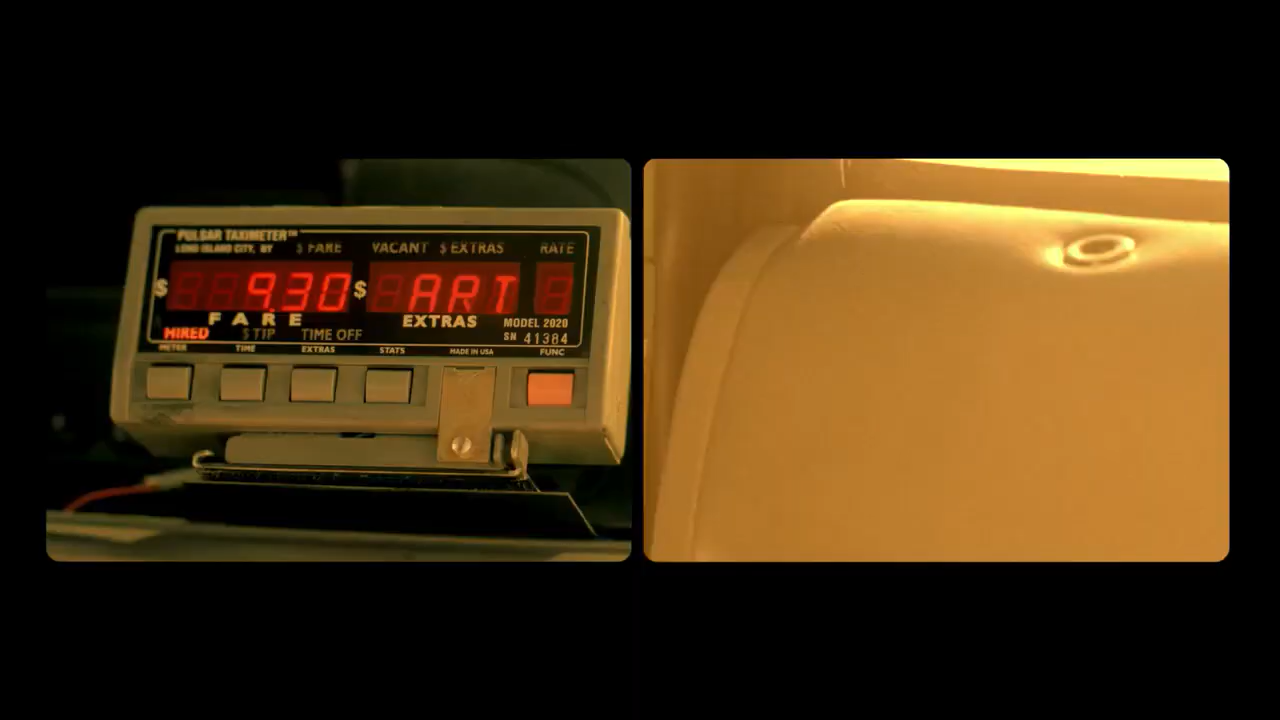 PULSAR TAXIMETER™
LONG ISLAND CITY, NY $ FARE VACANT $ EXTRAS RATE
$ 9.30 $ ART
FARE EXTRAS MODEL 2020
HIRED $ TIP TIME OFF SN 41384
METER TIME EXTRAS STATS MADE IN USA FUNC